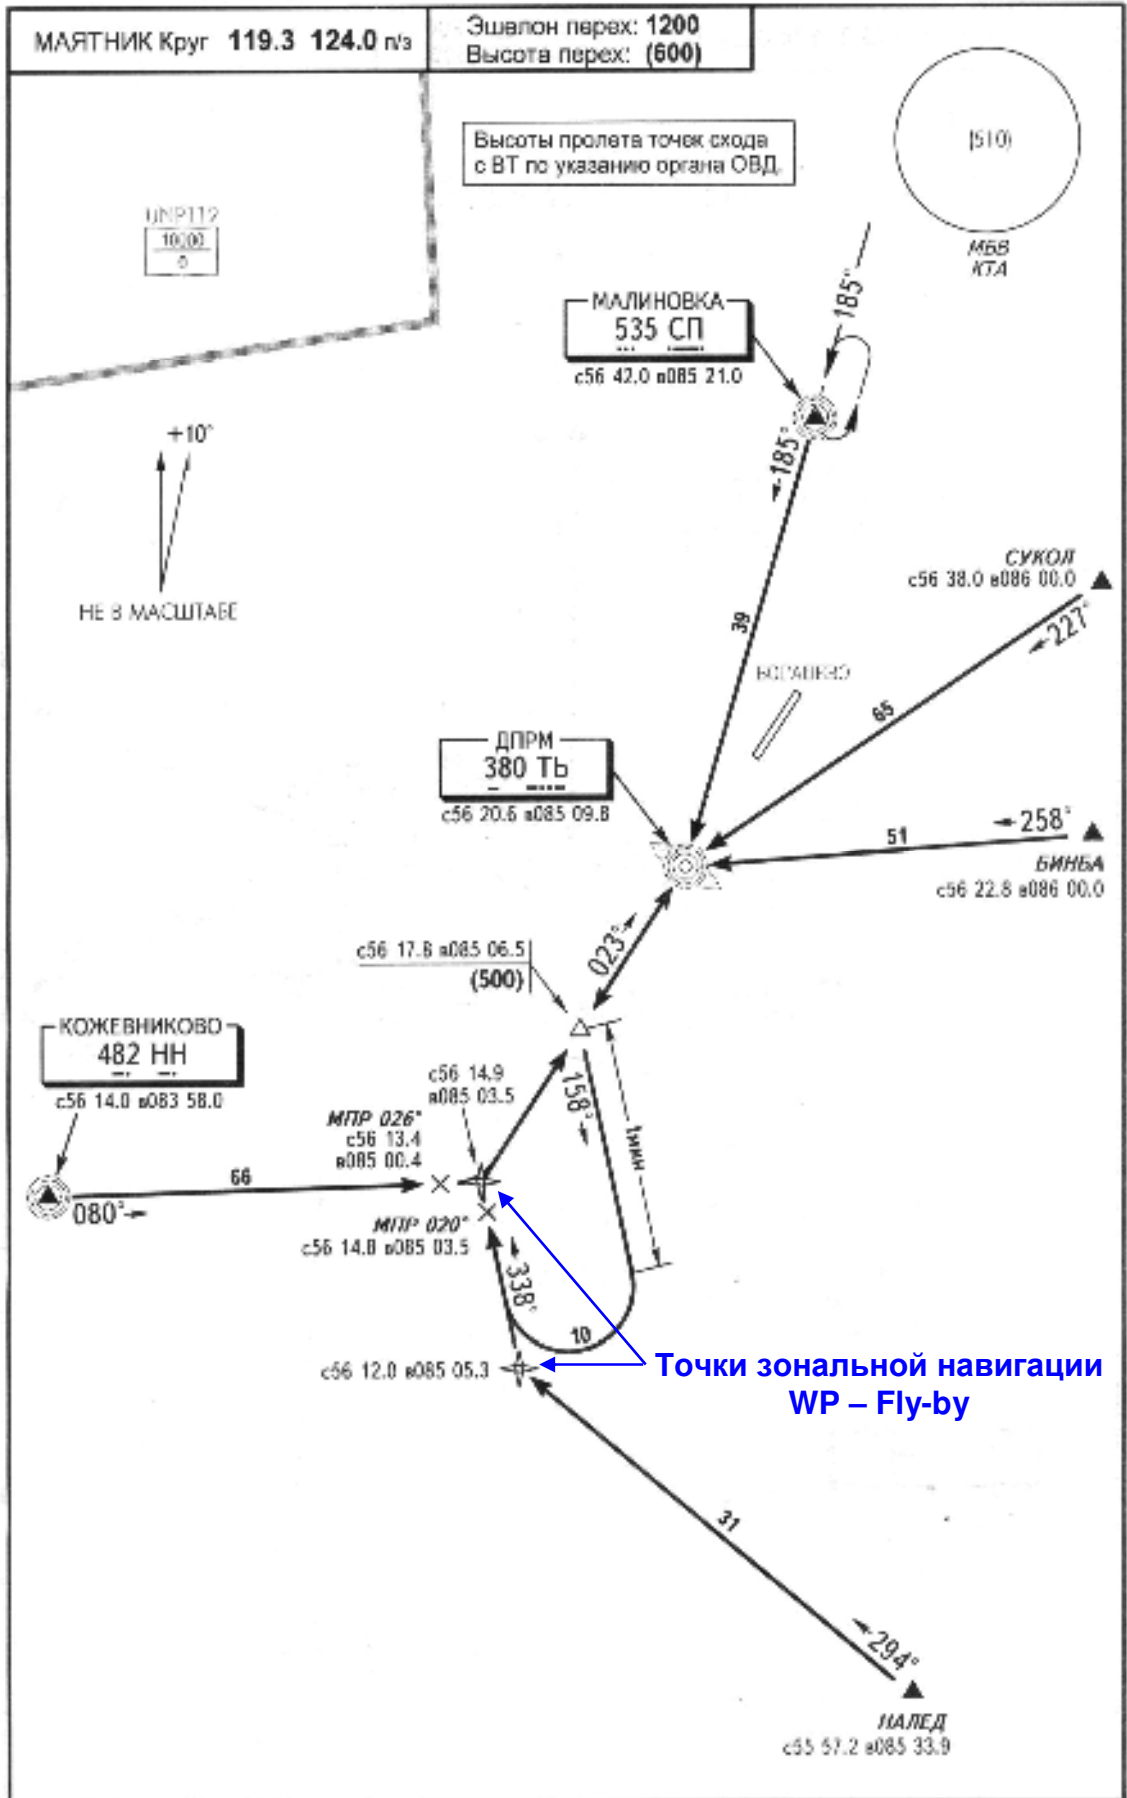 МАЯТНИК Круг 119.3 124.0 п/з
Эшелон перех: 1200
Высота перех: (600)
Высоты пролета точек схода
с ВТ по указанию органа ОВД.
(510)
МБВ
КТА
UNP112
10000
0
185°
МАЛИНОВКА
535 СП
с56 42.0 в085 21.0
185°
+10°
НЕ В МАСШТАБЕ
СУКОЛ
с56 38.0 в086 00.0
227°
39
65
БОГАШЕВО
ДПРМ
380 ТЬ
с56 20.6 в085 09.8
258°
51
БИНБА
с56 22.8 в086 00.0
023°
с56 17.8 в085 06.5
(500)
КОЖЕВНИКОВО
482 НН
с56 14.0 в083 58.0
с56 14.9
в085 03.5
158°
1мин
МПР 026°
с56 13.4
в085 00.4
66
080°
МПР 020°
с56 14.8 в085 03.5
338°
10
с56 12.0 в085 05.3
Точки зональной навигации
WP – Fly-by
31
294°
НАЛЕД
с55 57.2 в085 33.9